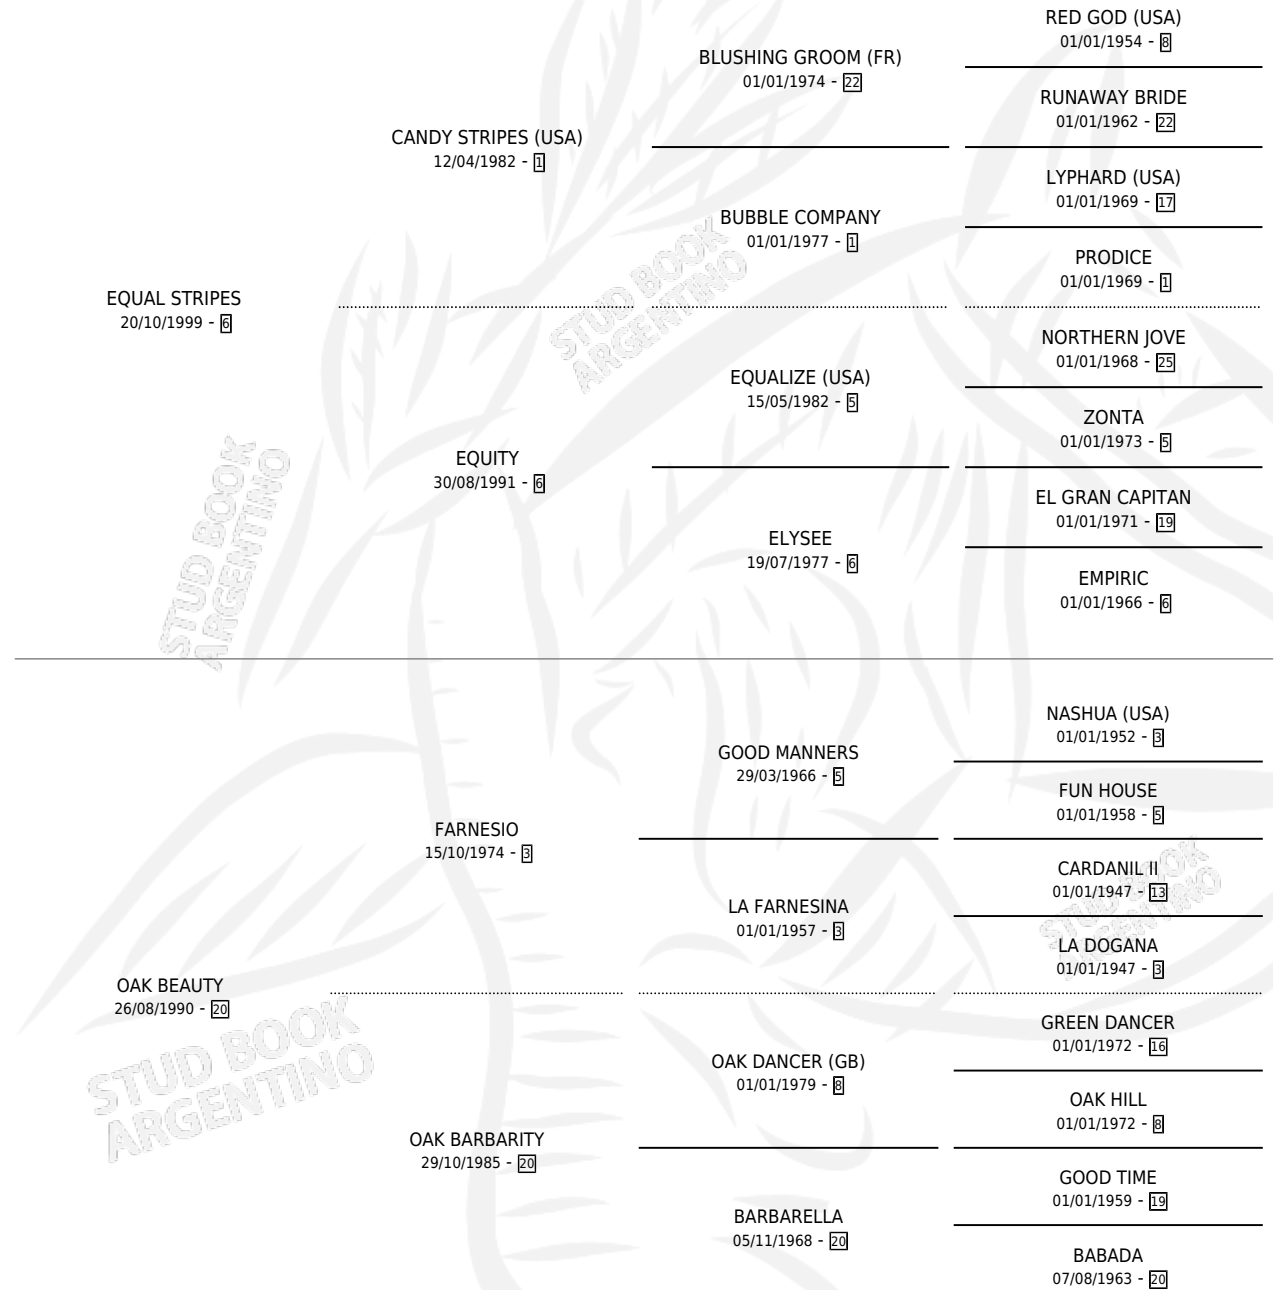 RED GOD (USA)
01/01/1954 - 8
BLUSHING GROOM (FR)
01/01/1974 - 22
RUNAWAY BRIDE
01/01/1962 - 22
CANDY STRIPES (USA)
12/04/1982 - 1
LYPHARD (USA)
01/01/1969 - 17
BUBBLE COMPANY
01/01/1977 - 1
PRODICE
01/01/1969 - 1
EQUAL STRIPES
20/10/1999 - 6
STUD BOOK
ARGENTINO
NORTHERN JOVE
01/01/1968 - 25
EQUALIZE (USA)
15/05/1982 - 5
ZONTA
01/01/1973 - 5
EQUITY
30/08/1991 - 6
EL GRAN CAPITAN
01/01/1971 - 19
ELYSEE
19/07/1977 - 6
EMPIRIC
01/01/1966 - 6
STUD BOOK
ARGENTINO
NASHUA (USA)
01/01/1952 - 3
GOOD MANNERS
29/03/1966 - 5
FUN HOUSE
01/01/1958 - 5
FARNESIO
15/10/1974 - 3
CARDANIL II
01/01/1947 - 13
LA FARNESINA
01/01/1957 - 3
STUD BOOK
ARGENTINO
LA DOGANA
01/01/1947 - 3
OAK BEAUTY
26/08/1990 - 20
GREEN DANCER
01/01/1972 - 16
STUD BOOK
ARGENTINO
OAK DANCER (GB)
01/01/1979 - 8
OAK HILL
01/01/1972 - 8
OAK BARBARITY
29/10/1985 - 20
GOOD TIME
01/01/1959 - 19
BARBARELLA
05/11/1968 - 20
BABADA
07/08/1963 - 20